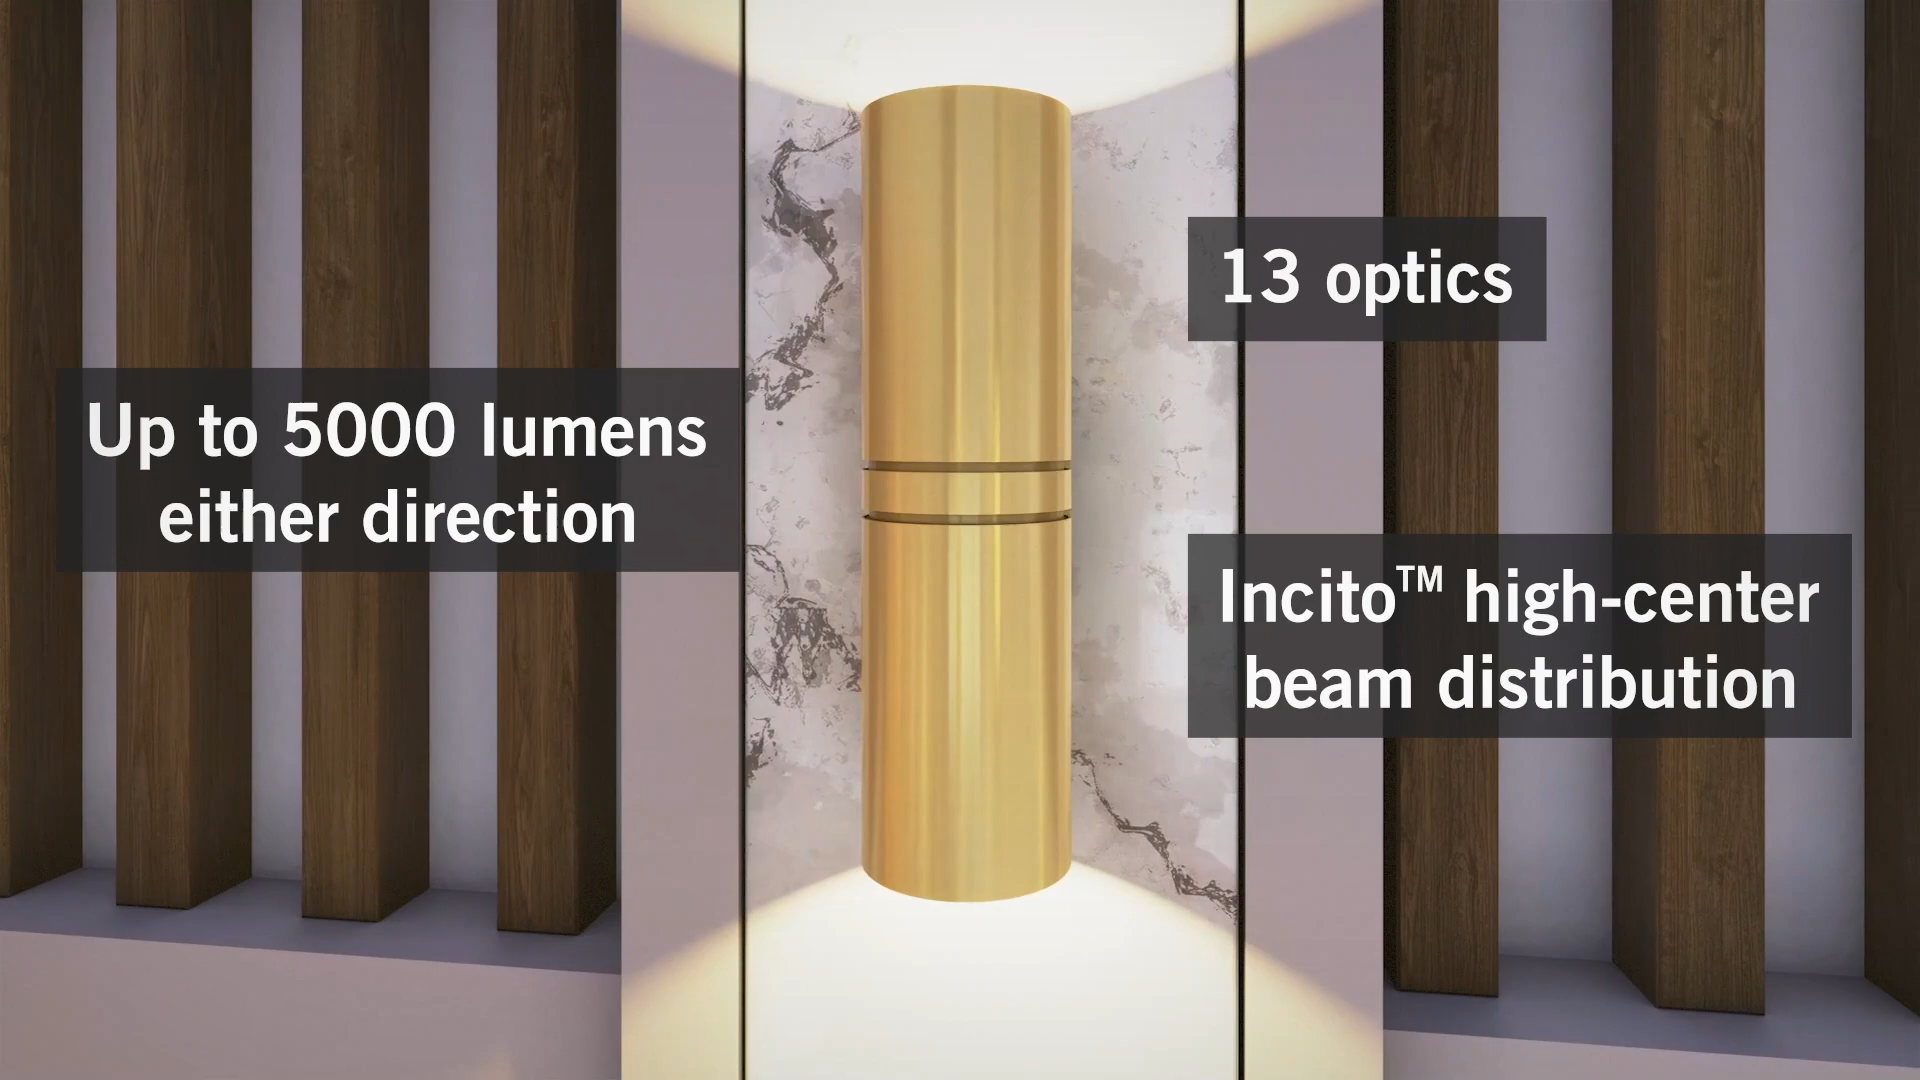 Up to 5000 lumens
either direction
13 optics
Incito™ high-center
beam distribution